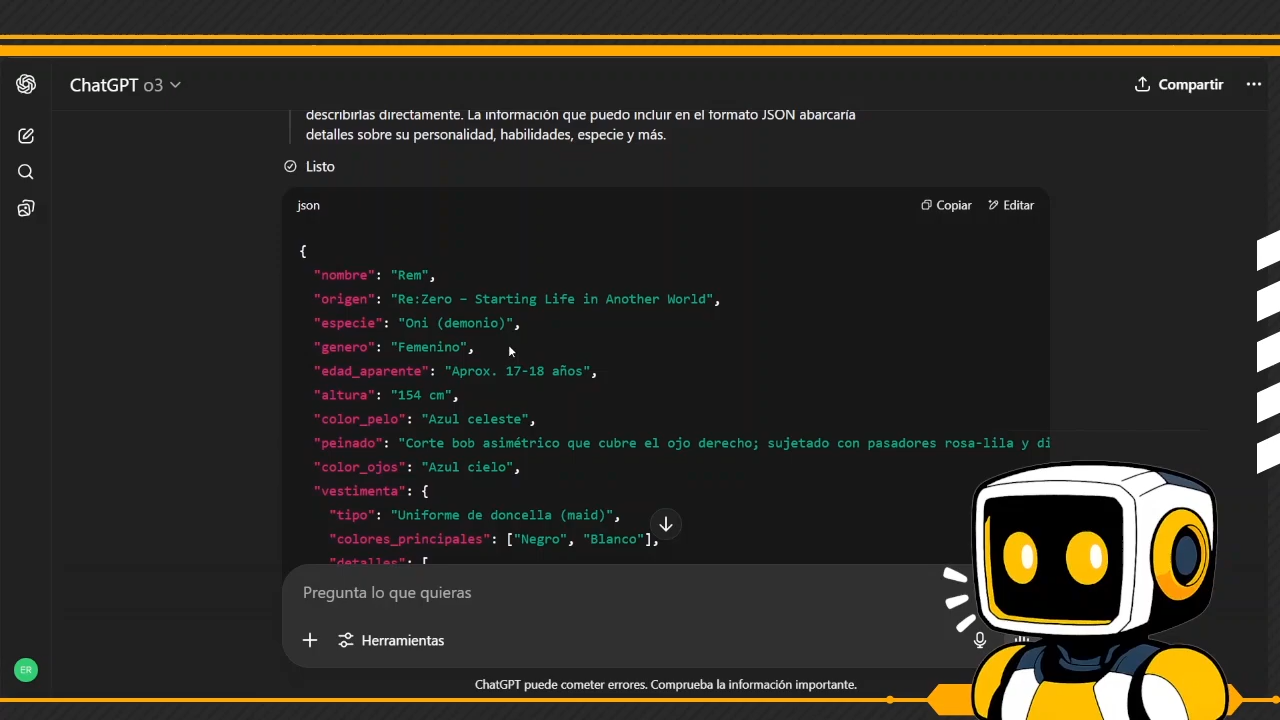 ChatGPT o3
Compartir
describirlas directamente. La información que puedo incluir en el formato JSON abarcaría
detalles sobre su personalidad, habilidades, especie y más.
Listo
json
Copiar
Editar
{
"nombre": "Rem",
"origen": "Re:Zero – Starting Life in Another World",
"especie": "Oni (demonio)",
"genero": "Femenino",
"edad_aparente": "Aprox. 17-18 años",
"altura": "154 cm",
"color_pelo": "Azul celeste",
"peinado": "Corte bob asimétrico que cubre el ojo derecho; sujetado con pasadores rosa-lila y di
"color_ojos": "Azul cielo",
"vestimenta": {
"tipo": "Uniforme de doncella (maid)",
"colores_principales": ["Negro", "Blanco"],
"detalles": [
Pregunta lo que quieras
Herramientas
ER
ChatGPT puede cometer errores. Comprueba la información importante.